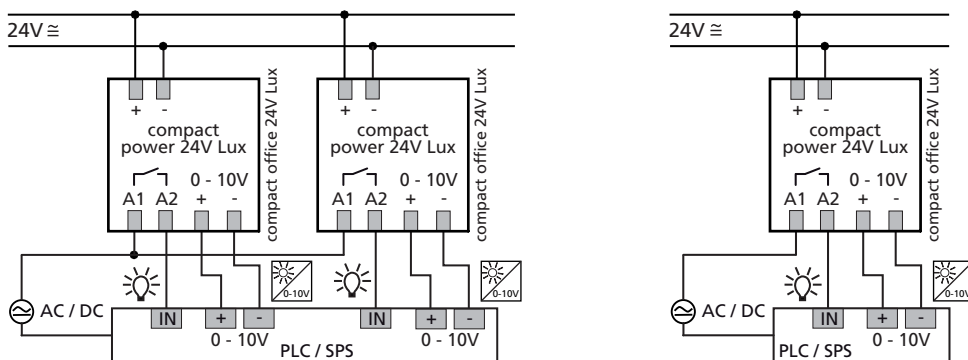 24V ≅
+ -
compact
power 24V Lux
0 - 10V
A1 A2 + -
compact office 24V Lux
+ -
compact
power 24V Lux
0 - 10V
A1 A2 + -
compact office 24V Lux
0-10V
0-10V
AC / DC
IN + -
0 - 10V
IN + -
0 - 10V
PLC / SPS
24V ≅
+ -
compact
power 24V Lux
0 - 10V
A1 A2 + -
compact office 24V Lux
0-10V
AC / DC
IN + -
0 - 10V
PLC / SPS